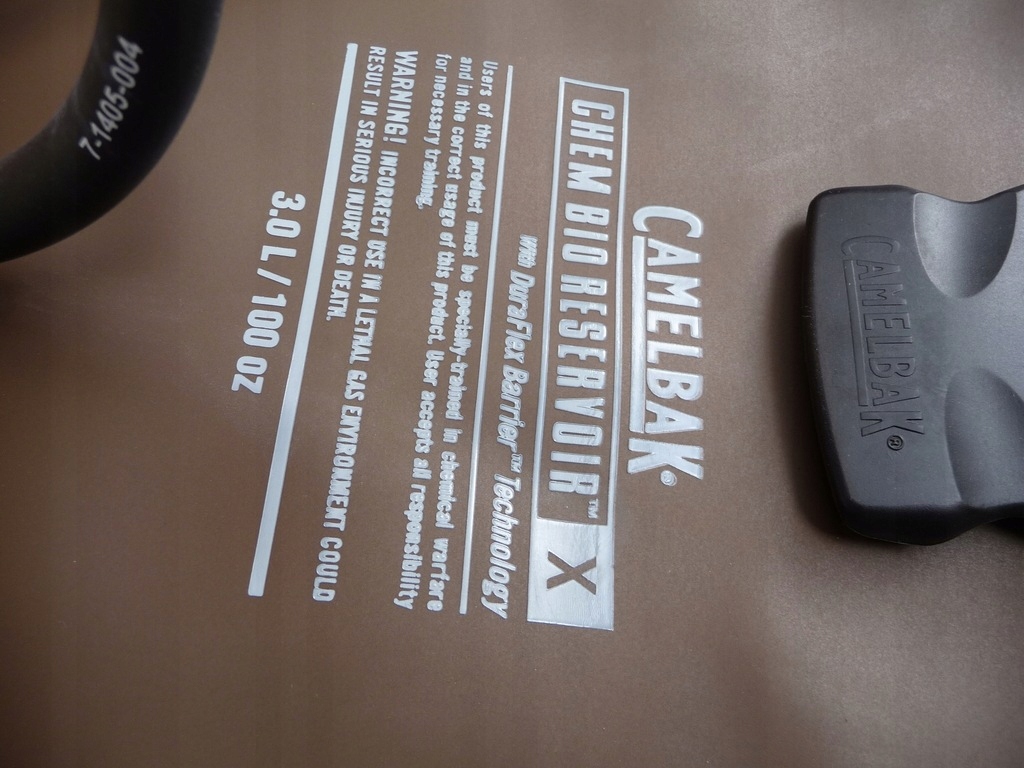 CAMELBAK®
CAMELBAK®
CHEM BIO RESERVOIR™ X
With DuraFlex Barrier™ Technology
Users of this product must be specially-trained in chemical warfare
and in the correct usage of this product. User accepts all responsibility
for necessary training.
WARNING! INCORRECT USE IN A LETHAL GAS ENVIRONMENT COULD
RESULT IN SERIOUS INJURY OR DEATH.
3.0 L / 100 OZ
7-1405-004